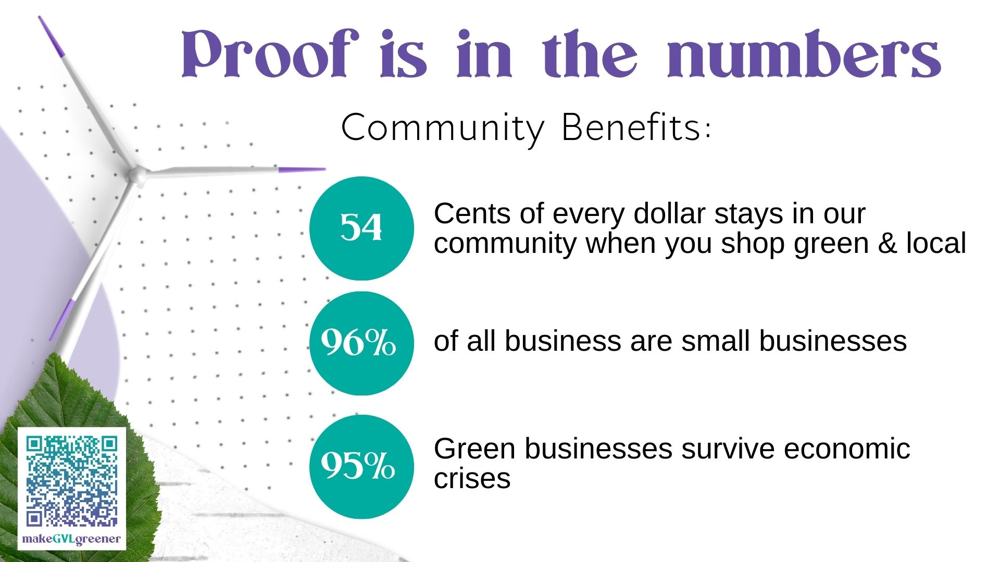 Proof is in the numbers
Community Benefits:
54
Cents of every dollar stays in our
community when you shop green & local
96%
of all business are small businesses
95%
Green businesses survive economic
crises
makeGVLgreener